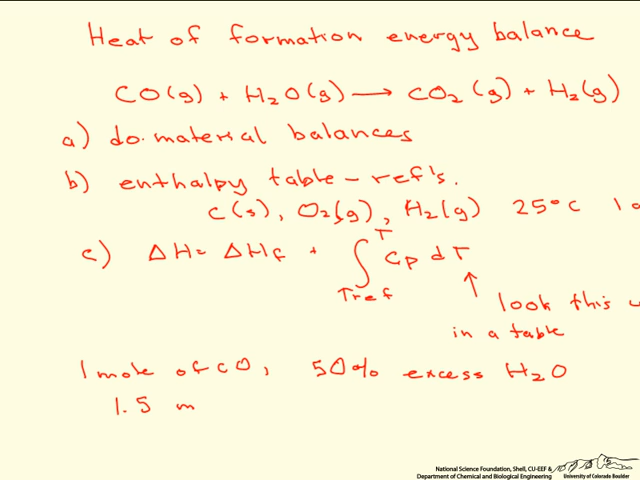 Heat of formation energy balance
CO(g) + H₂O(g) → CO₂(g) + H₂(g)
a) do material balances
b) enthalpy table – ref's.
C(s), O₂(g), H₂(g) 25°C 1
c) ΔH = ΔHf + ∫ Tref T Cp dT
↑ look this
in a table
1 mole of CO, 50% excess H₂O
1.5 m
National Science Foundation, Shell, CU-EEF &
Department of Chemical and Biological Engineering
University of Colorado Boulder